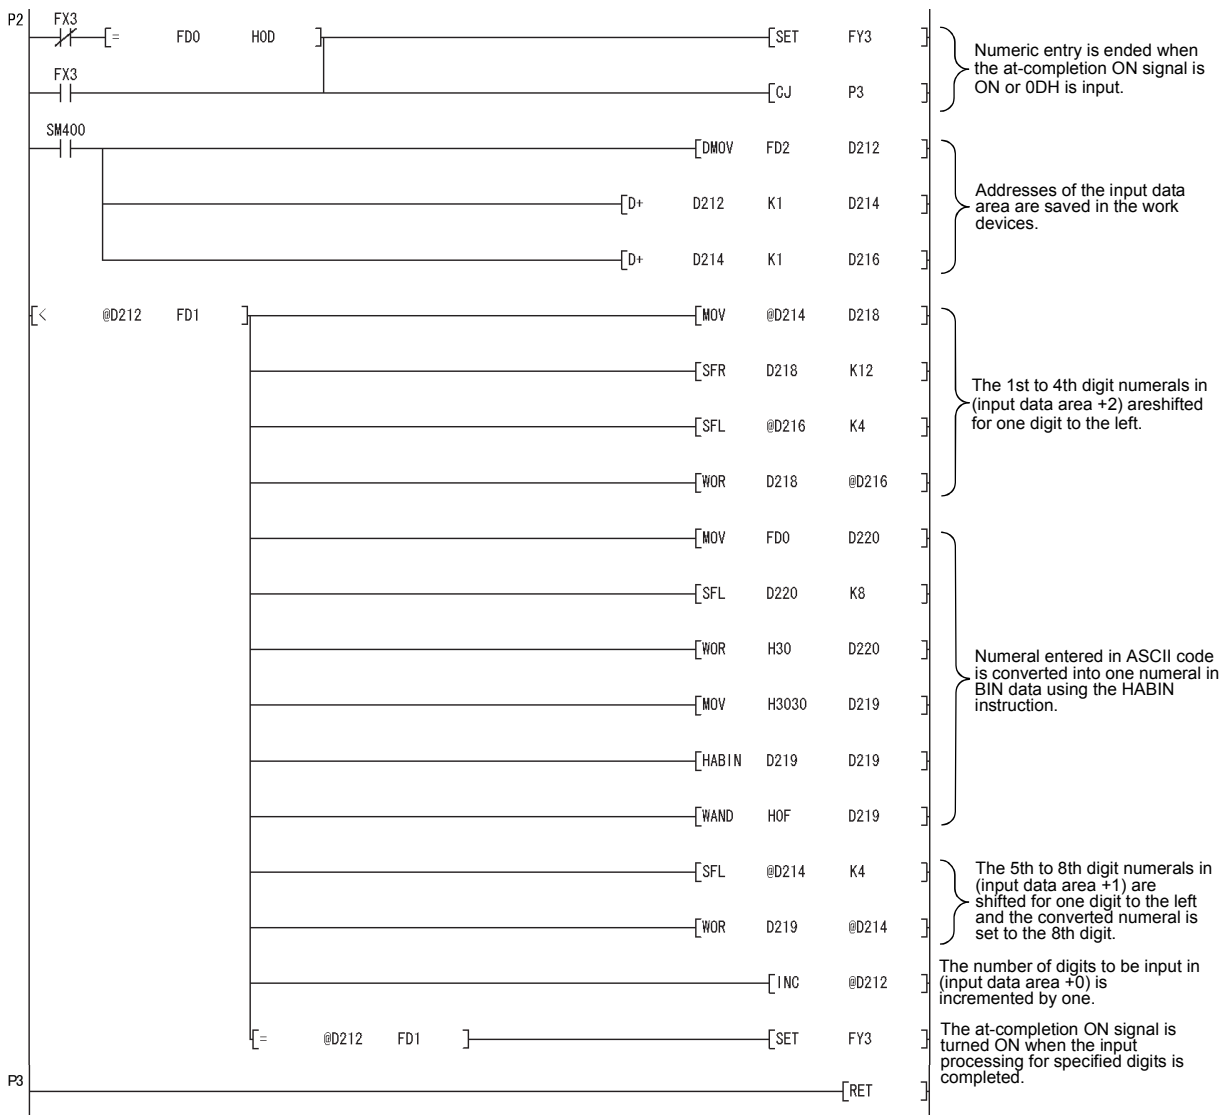 P2 FX3
[= FD0 H0D ] [SET FY3 ]
Numeric entry is ended when
the at-completion ON signal is
ON or 0DH is input.
FX3
[CJ P3 ]
SM400
[DMOV FD2 D212 ]
[D+ D212 K1 D214 ]
[D+ D214 K1 D216 ]
Addresses of the input data
area are saved in the work
devices.
[< @D212 FD1 ] [MOV @D214 D218 ]
[SFR D218 K12 ]
[SFL @D216 K4 ]
[WOR D218 @D216 ]
The 1st to 4th digit numerals in
(input data area +2) areshifted
for one digit to the left.
[MOV FD0 D220 ]
[SFL D220 K8 ]
[WOR H30 D220 ]
[MOV H3030 D219 ]
[HABIN D219 D219 ]
[WAND H0F D219 ]
Numeral entered in ASCII code
is converted into one numeral in
BIN data using the HABIN
instruction.
[SFL @D214 K4 ]
[WOR D219 @D214 ]
The 5th to 8th digit numerals in
(input data area +1) are
shifted for one digit to the left
and the converted numeral is
set to the 8th digit.
[INC @D212 ]
The number of digits to be input in
(input data area +0) is
incremented by one.
[= @D212 FD1 ] [SET FY3 ]
The at-completion ON signal is
turned ON when the input
processing for specified digits is
completed.
P3 [RET ]